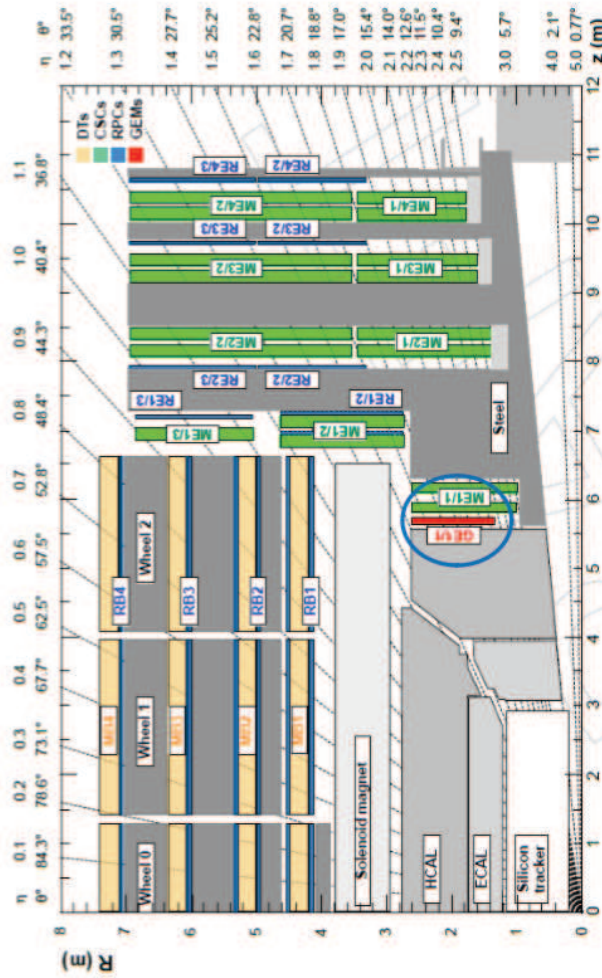 η 0.1 0.2 0.3 0.4 0.5 0.6 0.7 0.8 0.9 1.0 1.1
θ° 84.3° 78.6° 73.1° 67.7° 62.5° 57.5° 52.8° 48.4° 44.3° 40.4° 36.8°
η θ°
1.2 33.5°
1.3 30.5°
1.4 27.7°
1.5 25.2°
1.6 22.8°
1.7 20.7°
1.8 18.8°
1.9 17.0°
2.0 15.4°
2.1 14.0°
2.2 12.6°
2.3 11.5°
2.4 10.4°
2.5 9.4°
3.0 5.7°
4.0 2.1°
5.0 0.77°
R (m)
8
7
6
5
4
3
2
1
0
DTs
CSCs
RPCs
GEMs
Wheel 0
Wheel 1
Wheel 2
MB4
MB3
MB2
MB1
RB4
RB3
RB2
RB1
RE1/3
RE2/3
RE3/3
RE4/3
ME1/3
ME2/2
ME3/2
ME4/2
RE1/2
RE2/2
RE3/2
RE4/2
ME1/2
ME2/1
ME3/1
ME4/1
Solenoid magnet
HCAL
ECAL
Silicon
tracker
GE1/1
ME1/1
Steel
0 1 2 3 4 5 6 7 8 9 10 11 12
z (m)